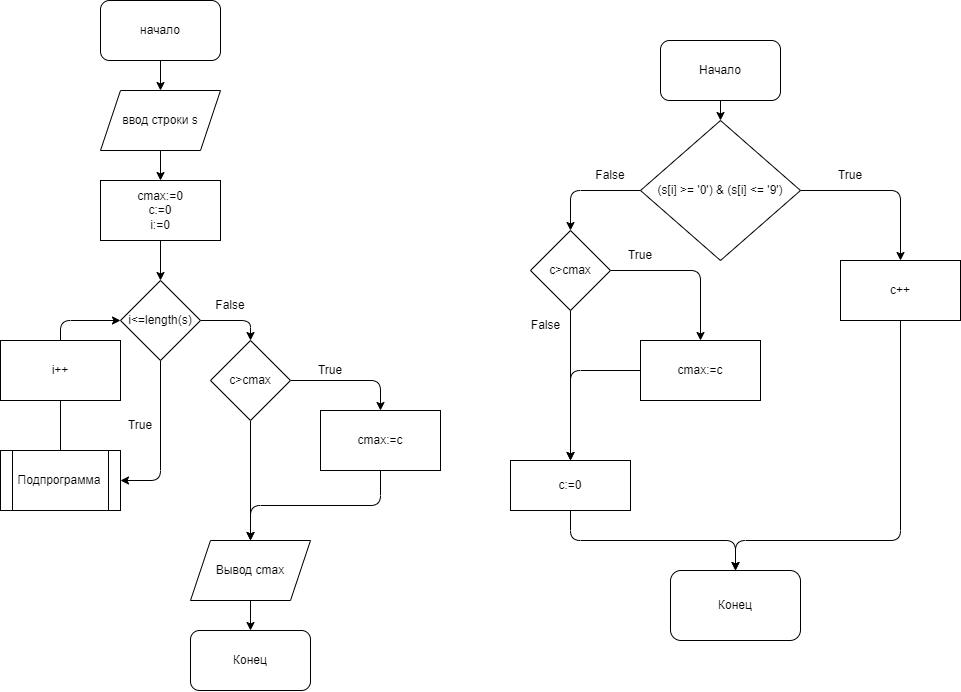 начало
ввод строки s
cmax:=0
c:=0
i:=0
i<=length(s)
False
i++
c>cmax
True
True
cmax:=c
Подпрограмма
Вывод cmax
Конец
Начало
(s[i] >= '0') & (s[i] <= '9')
False
True
c>cmax
True
c++
False
cmax:=c
c:=0
Конец